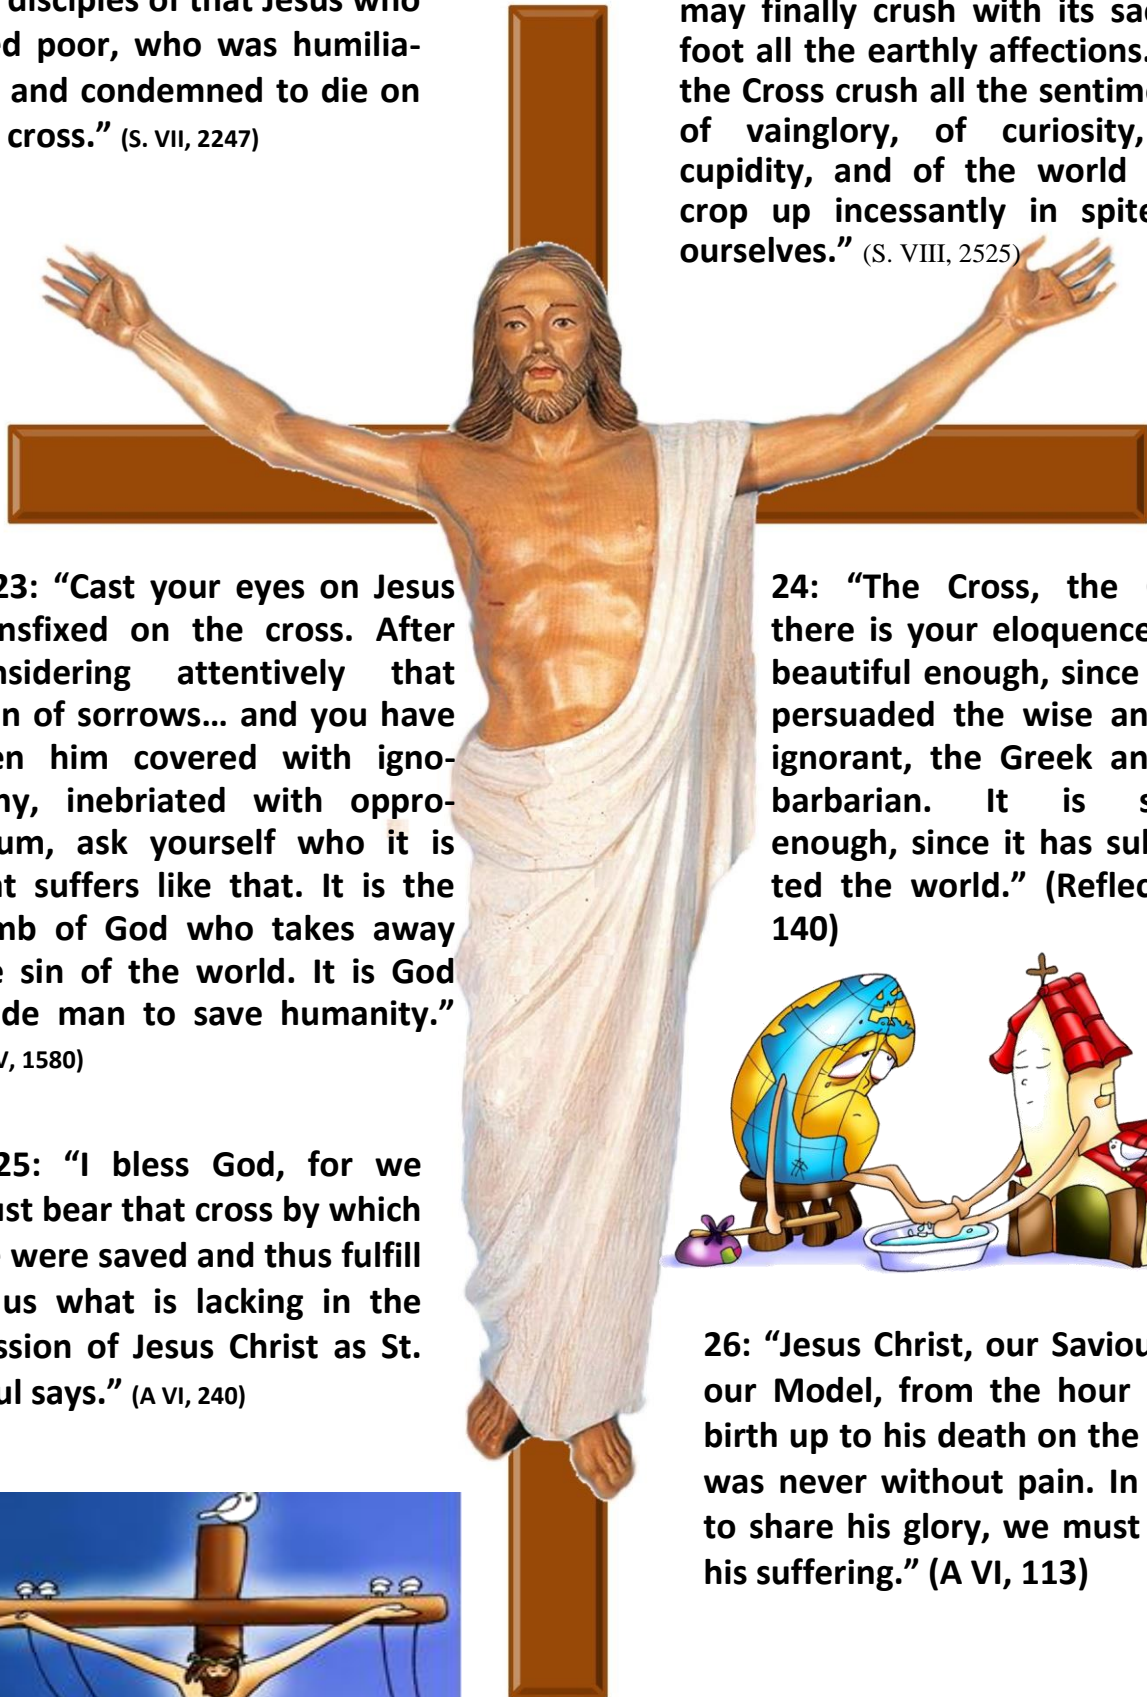 disciples of that Jesus who
ed poor, who was humilia-
and condemned to die on
cross.” (S. VII, 2247)
may finally crush with its sac
foot all the earthly affections.
the Cross crush all the sentime
of vainglory, of curiosity,
cupidity, and of the world
crop up incessantly in spite
ourselves.” (S. VIII, 2525)
23: “Cast your eyes on Jesus
nsfixed on the cross. After
nsidering attentively that
n of sorrows… and you have
en him covered with igno-
ny, inebriated with oppro-
um, ask yourself who it is
at suffers like that. It is the
mb of God who takes away
e sin of the world. It is God
de man to save humanity.”
V, 1580)
24: “The Cross, the
there is your eloquence
beautiful enough, since
persuaded the wise an
ignorant, the Greek an
barbarian. It is s
enough, since it has sul
ted the world.” (Reflec
140)
25: “I bless God, for we
ust bear that cross by which
e were saved and thus fulfill
us what is lacking in the
ssion of Jesus Christ as St.
ul says.” (A VI, 240)
26: “Jesus Christ, our Saviou
our Model, from the hour
birth up to his death on the
was never without pain. In
to share his glory, we must
his suffering.” (A VI, 113)